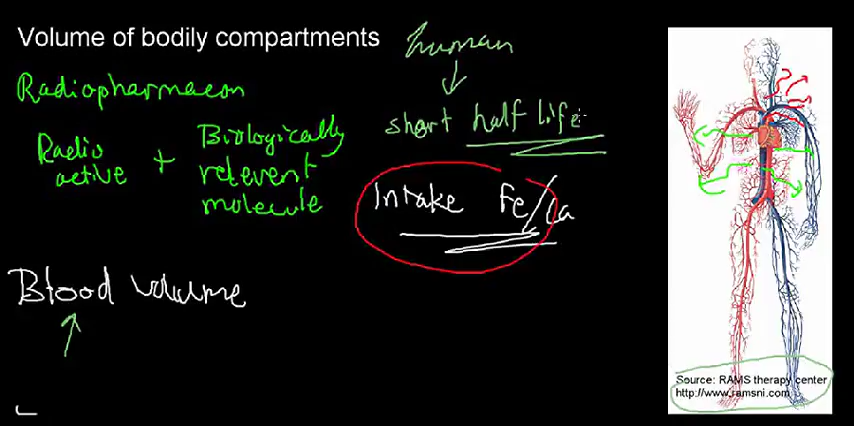 Volume of bodily compartments
human
Radiopharmacon
short half life
Radio active + Biologically
relevent
molecule
Intake Fe/Ca
Blood volume
Source: RAMS therapy center
http://www.ramsni.com